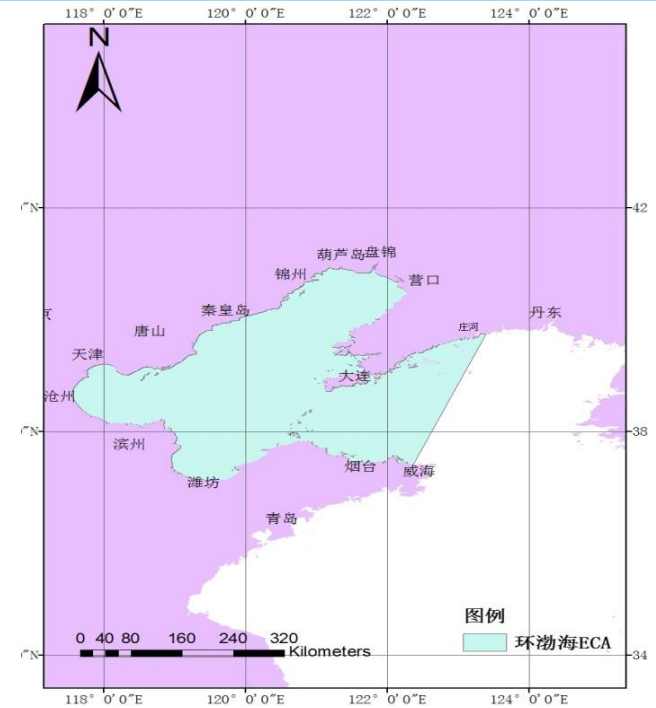 118° 0′0″E 120° 0′0″E 122° 0′0″E 124° 0′0″E
N
″N 42
葫芦岛 盘锦
锦州 营口
秦皇岛 庄河 丹东
唐山
天津
大连
沧州
″N 38
滨州
烟台 威海
潍坊
青岛
图例
环渤海ECA
0 40 80 160 240 320
Kilometers
″N 34
118° 0′0″E 120° 0′0″E 122° 0′0″E 124° 0′0″E